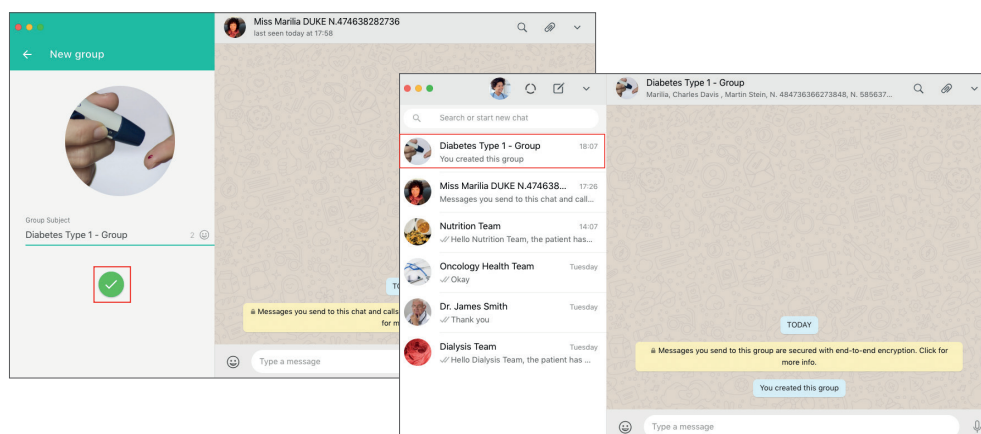 New group
Group Subject
Diabetes Type 1 - Group 2
Miss Marilia DUKE N.474638282736
last seen today at 17:58
Messages you send to this chat and calls
for
Type a message
Search or start new chat
Diabetes Type 1 - Group 18:07
You created this group
Miss Marilia DUKE N.474638... 17:26
Messages you send to this chat and call...
Nutrition Team 14:07
Hello Nutrition Team, the patient has...
Oncology Health Team Tuesday
Okay
Dr. James Smith Tuesday
Thank you
Dialysis Team Tuesday
Hello Dialysis Team, the patient has ...
Diabetes Type 1 - Group
Marilia, Charles Davis , Martin Stein, N. 484736366273848, N. 585637...
TODAY
Messages you send to this group are secured with end-to-end encryption. Click for
more info.
You created this group
Type a message